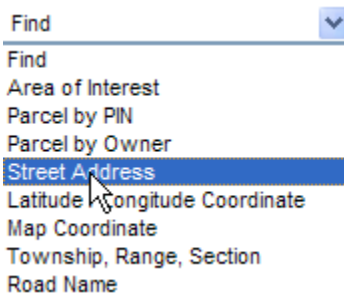 Find
Find
Area of Interest
Parcel by PIN
Parcel by Owner
Street Address
Latitude Longitude Coordinate
Map Coordinate
Township, Range, Section
Road Name